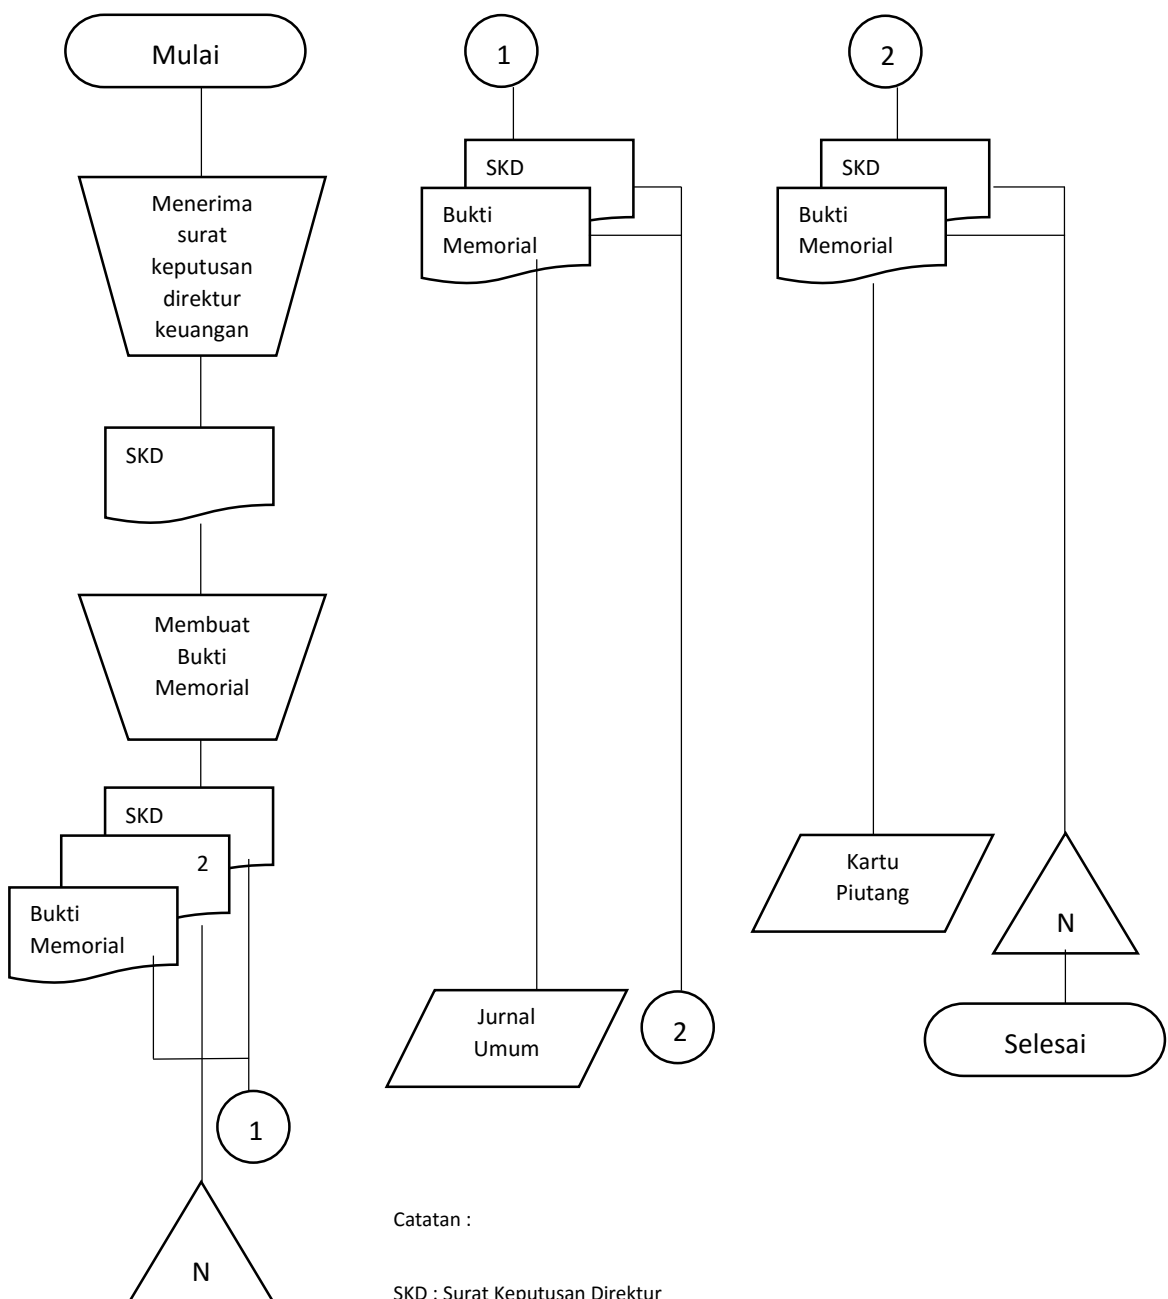 Mulai
Menerima
surat
keputusan
direktur
keuangan
SKD
Membuat
Bukti
Memorial
SKD
2
Bukti
Memorial
1
N
1
SKD
Bukti
Memorial
Jurnal
Umum
2
2
SKD
Bukti
Memorial
Kartu
Piutang
N
Selesai
Catatan :
SKD : Surat Keputusan Direktur